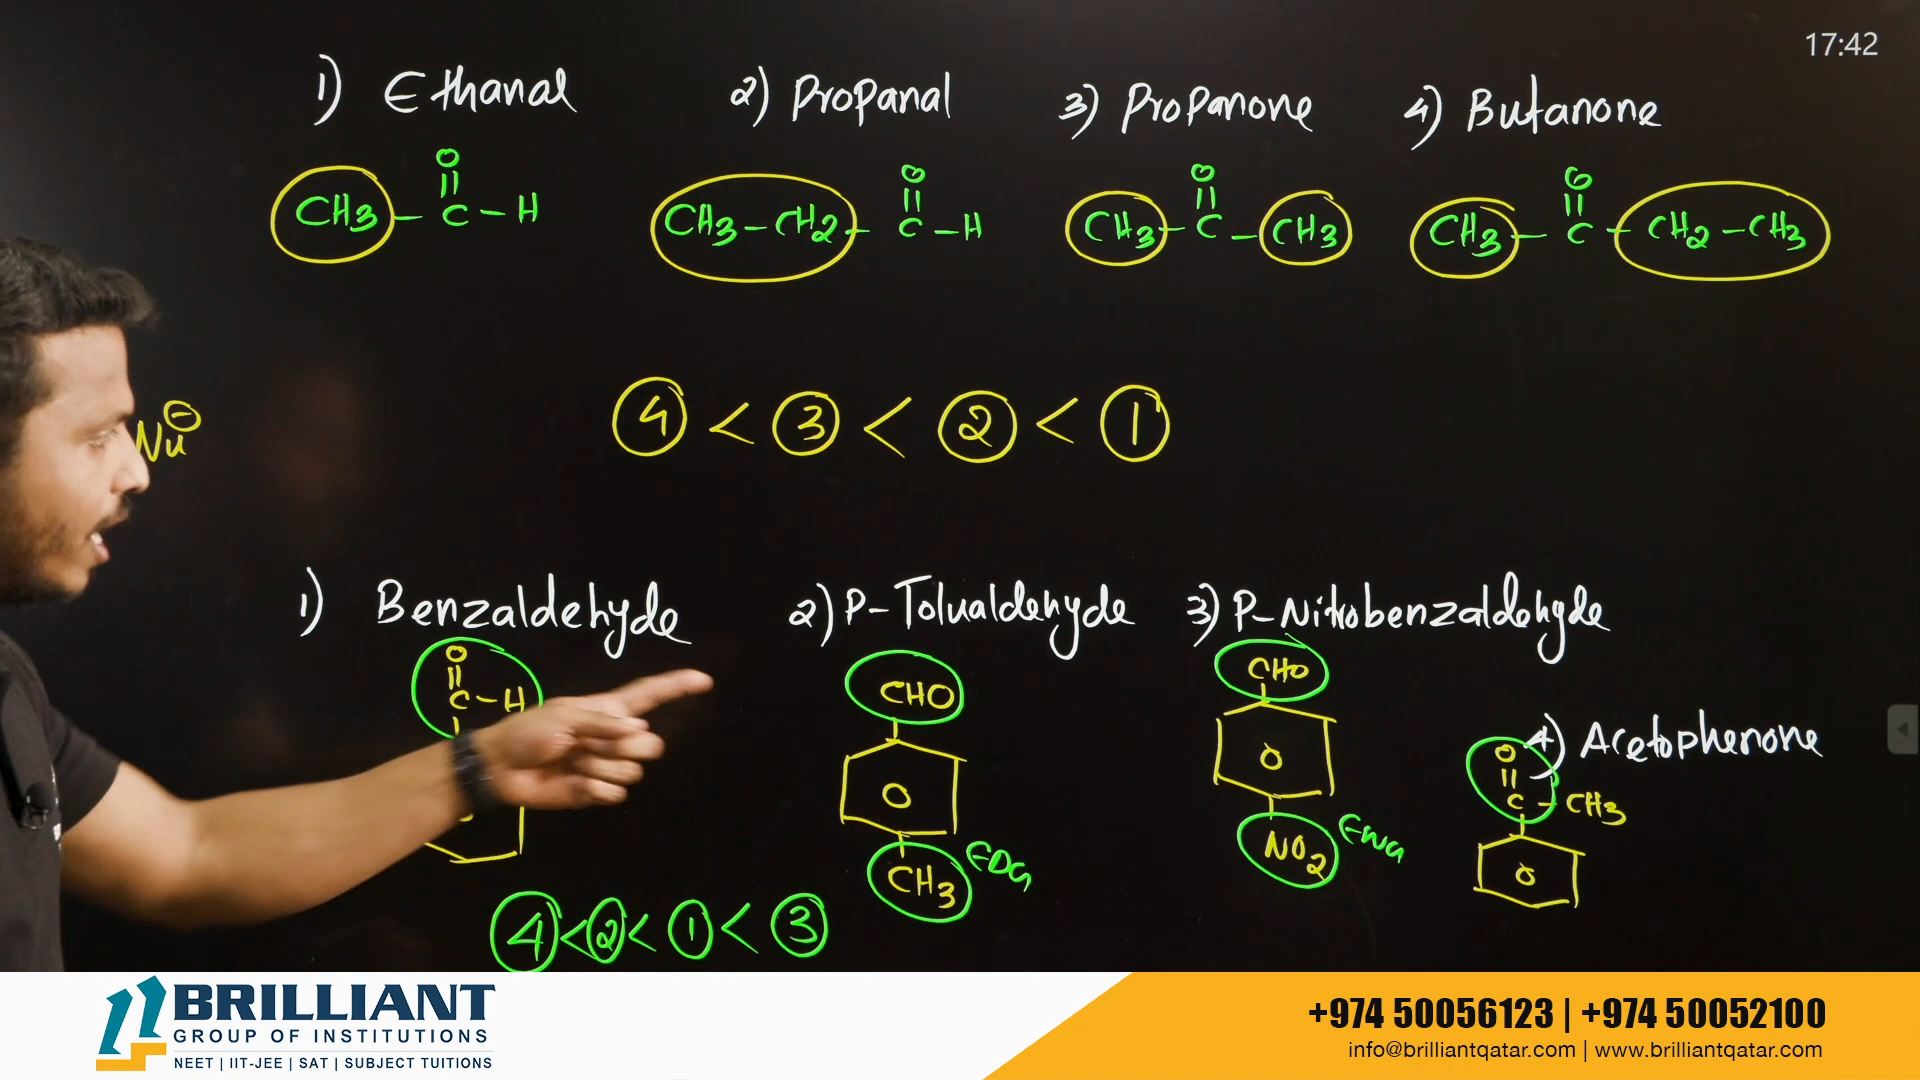 17:42
1) Ethanal 2) Propanal 3) Propanone 4) Butanone
O O O O
CH3 - C - H CH3 - CH2 - C - H CH3 - C - CH3 CH3 - C - CH2 - CH3
4 < 3 < 2 < 1
Nu⊖
1) Benzaldehyde 2) P-Tolualdehyde 3) P-Nitrobenzaldehyde
O
C - H
CHO
CH3 EDG
CHO
NO2 EWG
4) Acetophenone
O
C - CH3
4 < 2 < 1 < 3
BRILLIANT
GROUP OF INSTITUTIONS
NEET | IIT-JEE | SAT | SUBJECT TUITIONS
+974 50056123 | +974 50052100
info@brilliantqatar.com | www.brilliantqatar.com